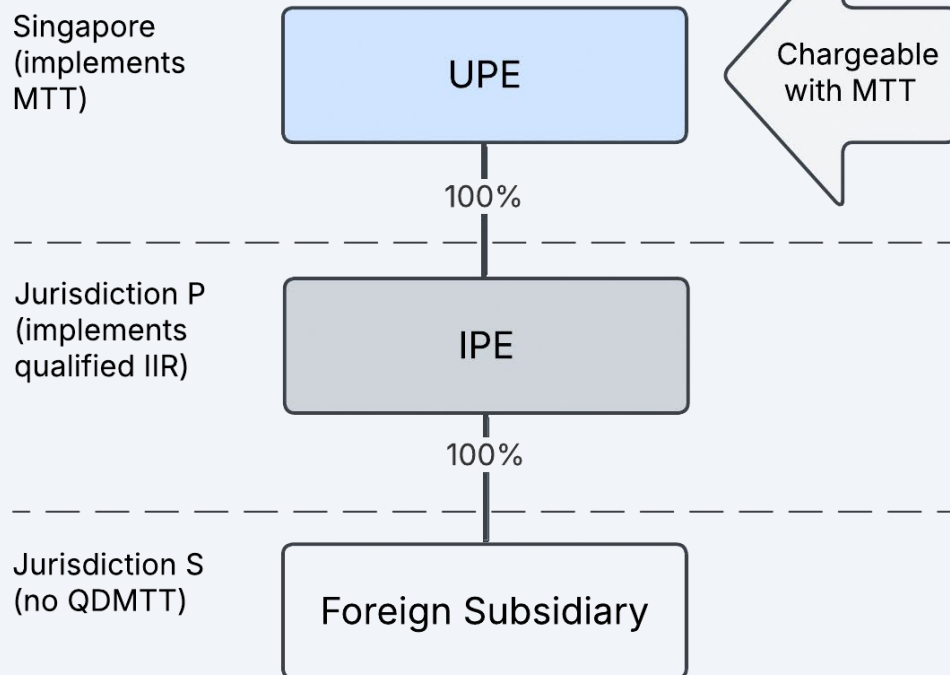 Singapore
(implements
MTT)
UPE
Chargeable
with MTT
100%
Jurisdiction P
(implements
qualified IIR)
IPE
100%
Jurisdiction S
(no QDMTT)
Foreign Subsidiary